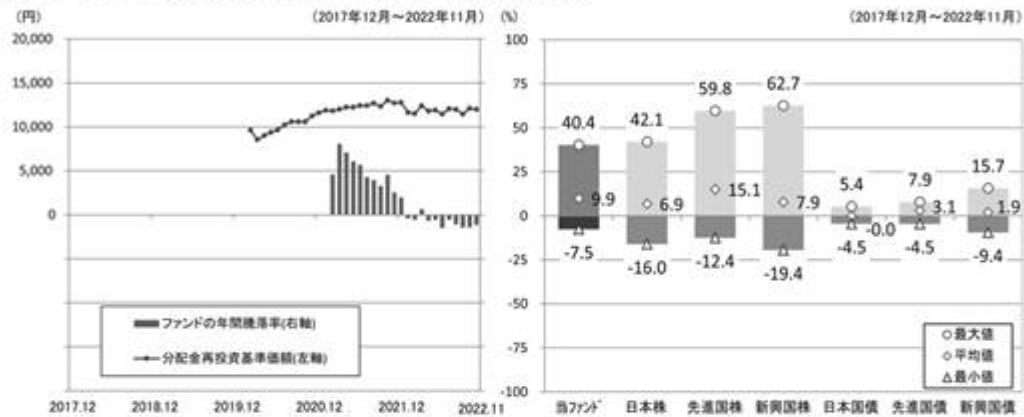 (円)
(2017年12月～2022年11月)
20,000
15,000
10,000
5,000
0
ファンドの年間騰落率(右軸)
分配金再投資基準価額(左軸)
2017.12 2018.12 2019.12 2020.12 2021.12 2022.11
(%)
(2017年12月～2022年11月)
100
75
50
25
0
-25
-50
-75
-100
40.4 42.1 59.8 62.7 5.4 7.9 15.7
9.9 6.9 15.1 7.9 -0.0 3.1 1.9
-7.5 -16.0 -12.4 -19.4 -4.5 -4.5 -9.4
最大値
平均値
最小値
当ファンド 日本株 先進国株 新興国株 日本国債 先進国債 新興国債